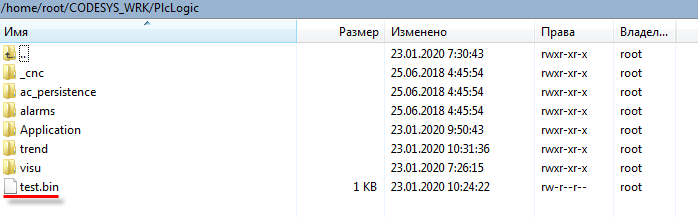 /home/root/CODESYS_WRK/PlcLogic
Имя Размер Изменено Права Владел...
.. 23.01.2020 7:30:43 rwxr-xr-x root
_cnc 25.06.2018 4:45:54 rwxr-xr-x root
ac_persistence 25.06.2018 4:45:54 rwxr-xr-x root
alarms 25.06.2018 4:45:54 rwxr-xr-x root
Application 23.01.2020 9:50:43 rwxr-xr-x root
trend 23.01.2020 10:31:36 rwxr-xr-x root
visu 23.01.2020 7:26:15 rwxr-xr-x root
test.bin 1 KB 23.01.2020 10:24:22 rw-r--r-- root